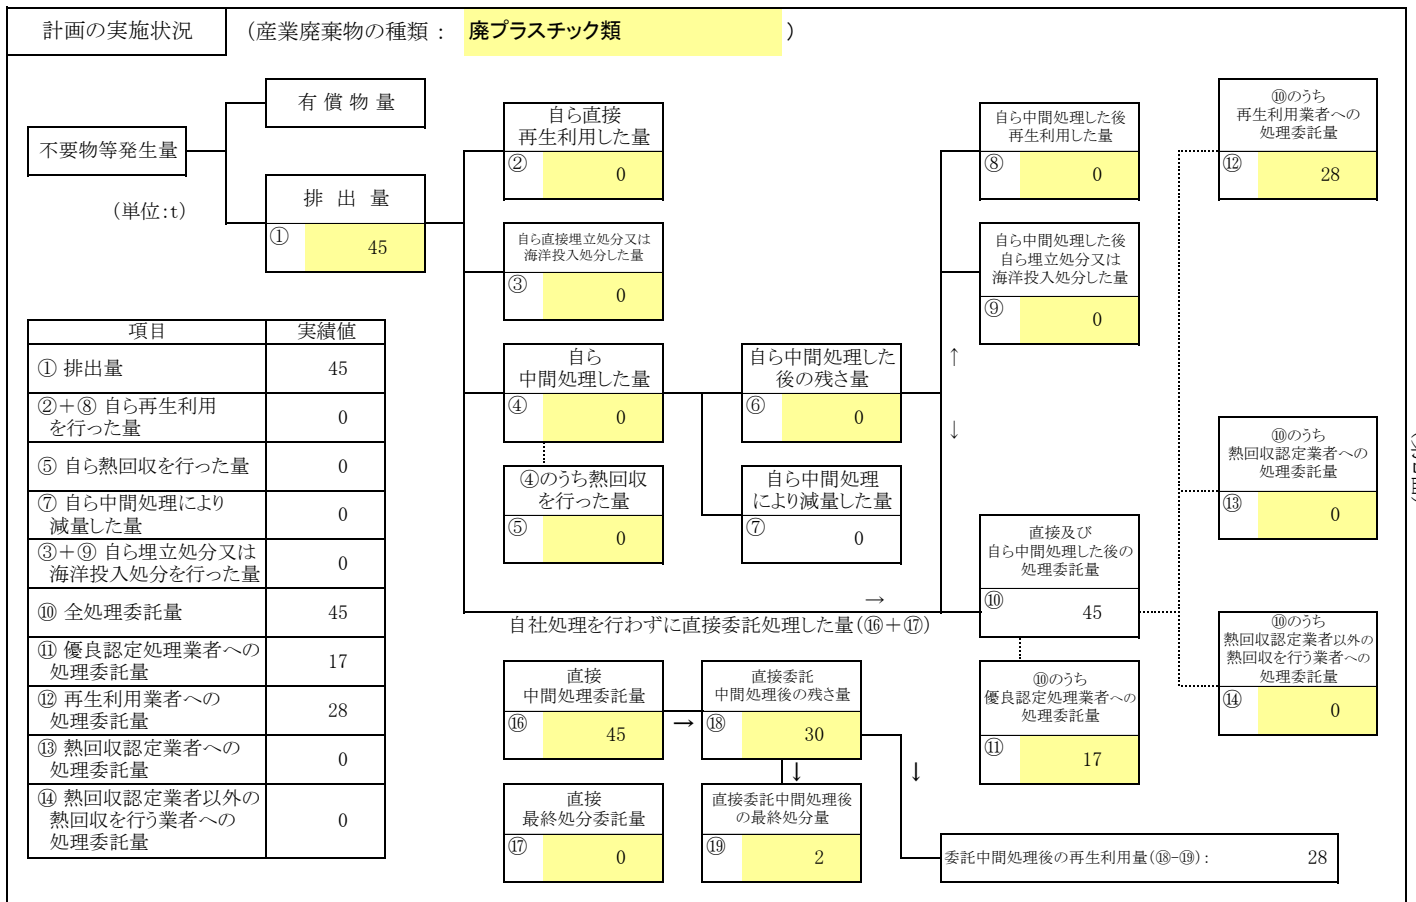 計画の実施状況
（産業廃棄物の種類： 廃プラスチック類 ）
不要物等発生量
（単位:t）
有 償 物 量
排 出 量
① 45
自ら直接
再生利用した量
② 0
自ら直接埋立処分又は
海洋投入処分した量
③ 0
自ら
中間処理した量
④ 0
④のうち熱回収
を行った量
⑤ 0
自ら中間処理した
後の残さ量
⑥ 0
自ら中間処理
により減量した量
⑦ 0
自ら中間処理した後
再生利用した量
⑧ 0
自ら中間処理した後
自ら埋立処分又は
海洋投入処分した量
⑨ 0
↑
↓
直接及び
自ら中間処理した後の
処理委託量
⑩ 45
⑩のうち
優良認定処理業者への
処理委託量
⑪ 17
⑩のうち
再生利用業者への
処理委託量
⑫ 28
⑩のうち
熱回収認定業者への
処理委託量
⑬ 0
⑩のうち
熱回収認定業者以外の
熱回収を行う業者への
処理委託量
⑭ 0
→
自社処理を行わずに直接委託処理した量（⑯＋⑰）
直接
中間処理委託量
⑯ 45
→
直接委託
中間処理後の残さ量
⑱ 30
↓
↓
直接
最終処分委託量
⑰ 0
直接委託中間処理後
の最終処分量
⑲ 2
委託中間処理後の再生利用量（⑱-⑲）： 28
項目 実績値
① 排出量 45
②＋⑧ 自ら再生利用
を行った量 0
⑤ 自ら熱回収を行った量 0
⑦ 自ら中間処理により
減量した量 0
③＋⑨ 自ら埋立処分又は
海洋投入処分を行った量 0
⑩ 全処理委託量 45
⑪ 優良認定処理業者への
処理委託量 17
⑫ 再生利用業者への
処理委託量 28
⑬ 熱回収認定業者への
処理委託量 0
⑭ 熱回収認定業者以外の
熱回収を行う業者への
処理委託量 0